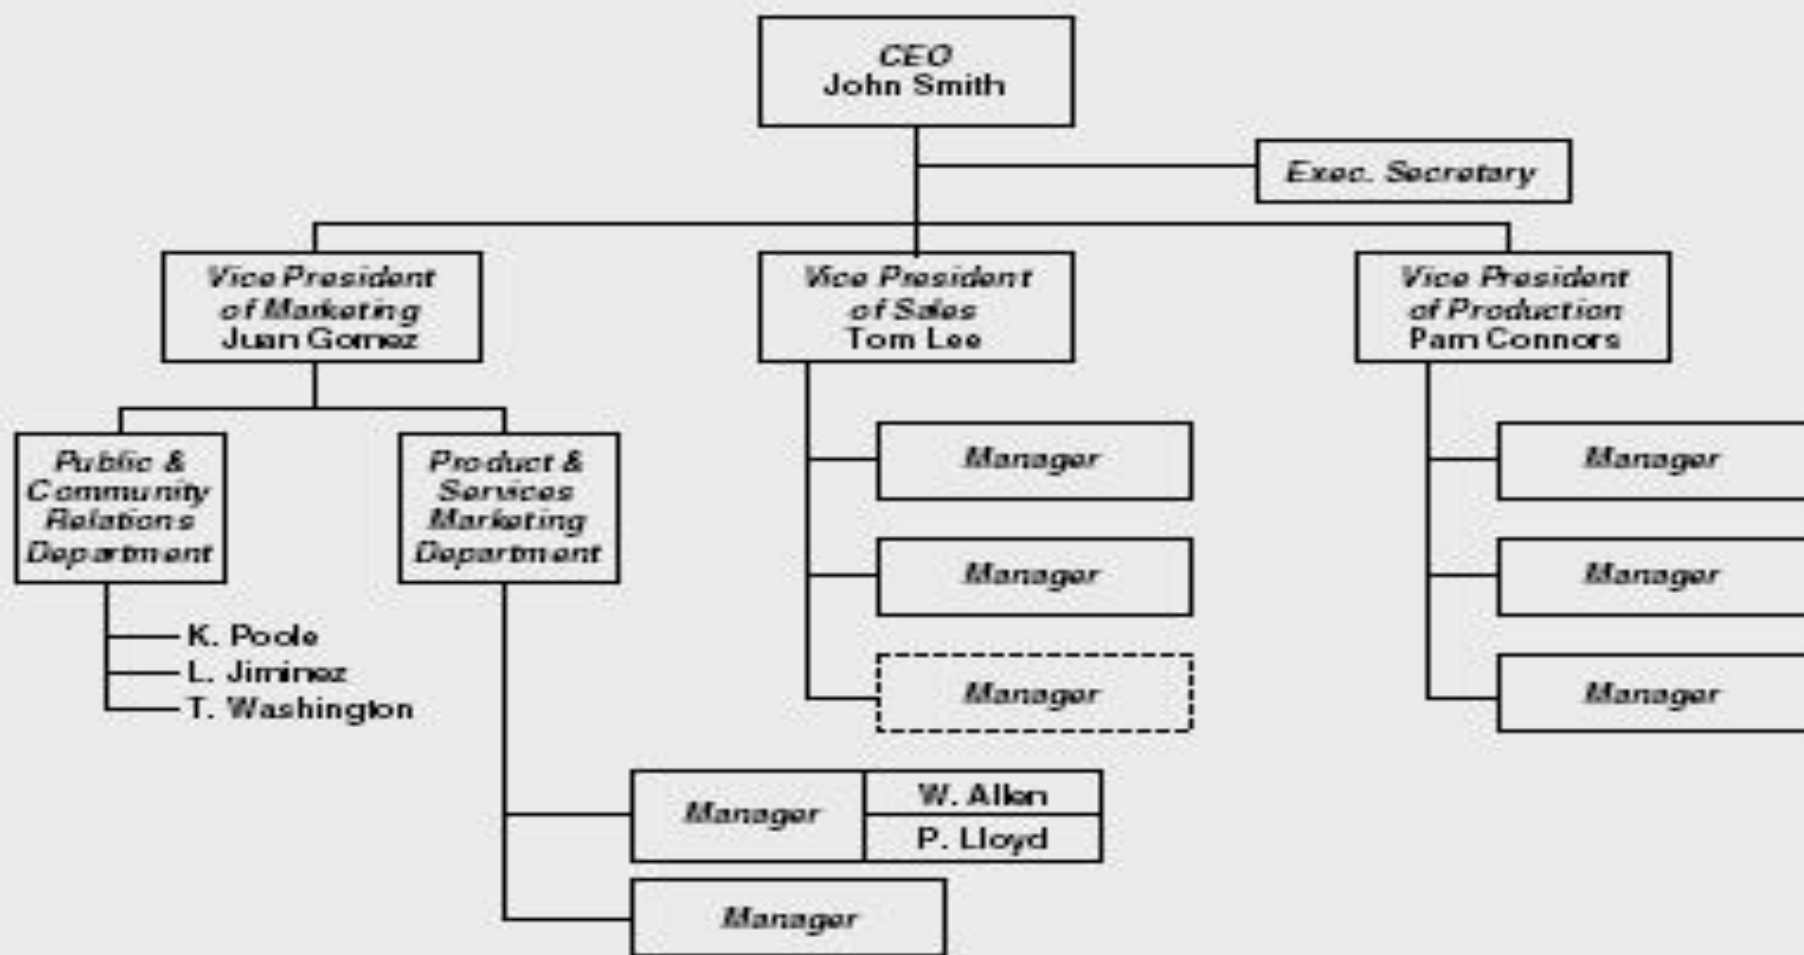 CEO
John Smith
Exec. Secretary
Vice President
of Marketing
Juan Gomez
Vice President
of Sales
Tom Lee
Vice President
of Production
Pam Connors
Public &
Community
Relations
Department
K. Poole
L. Jiminez
T. Washington
Product &
Services
Marketing
Department
Manager
W. Allen
P. Lloyd
Manager
Manager
Manager
Manager
Manager
Manager
Manager